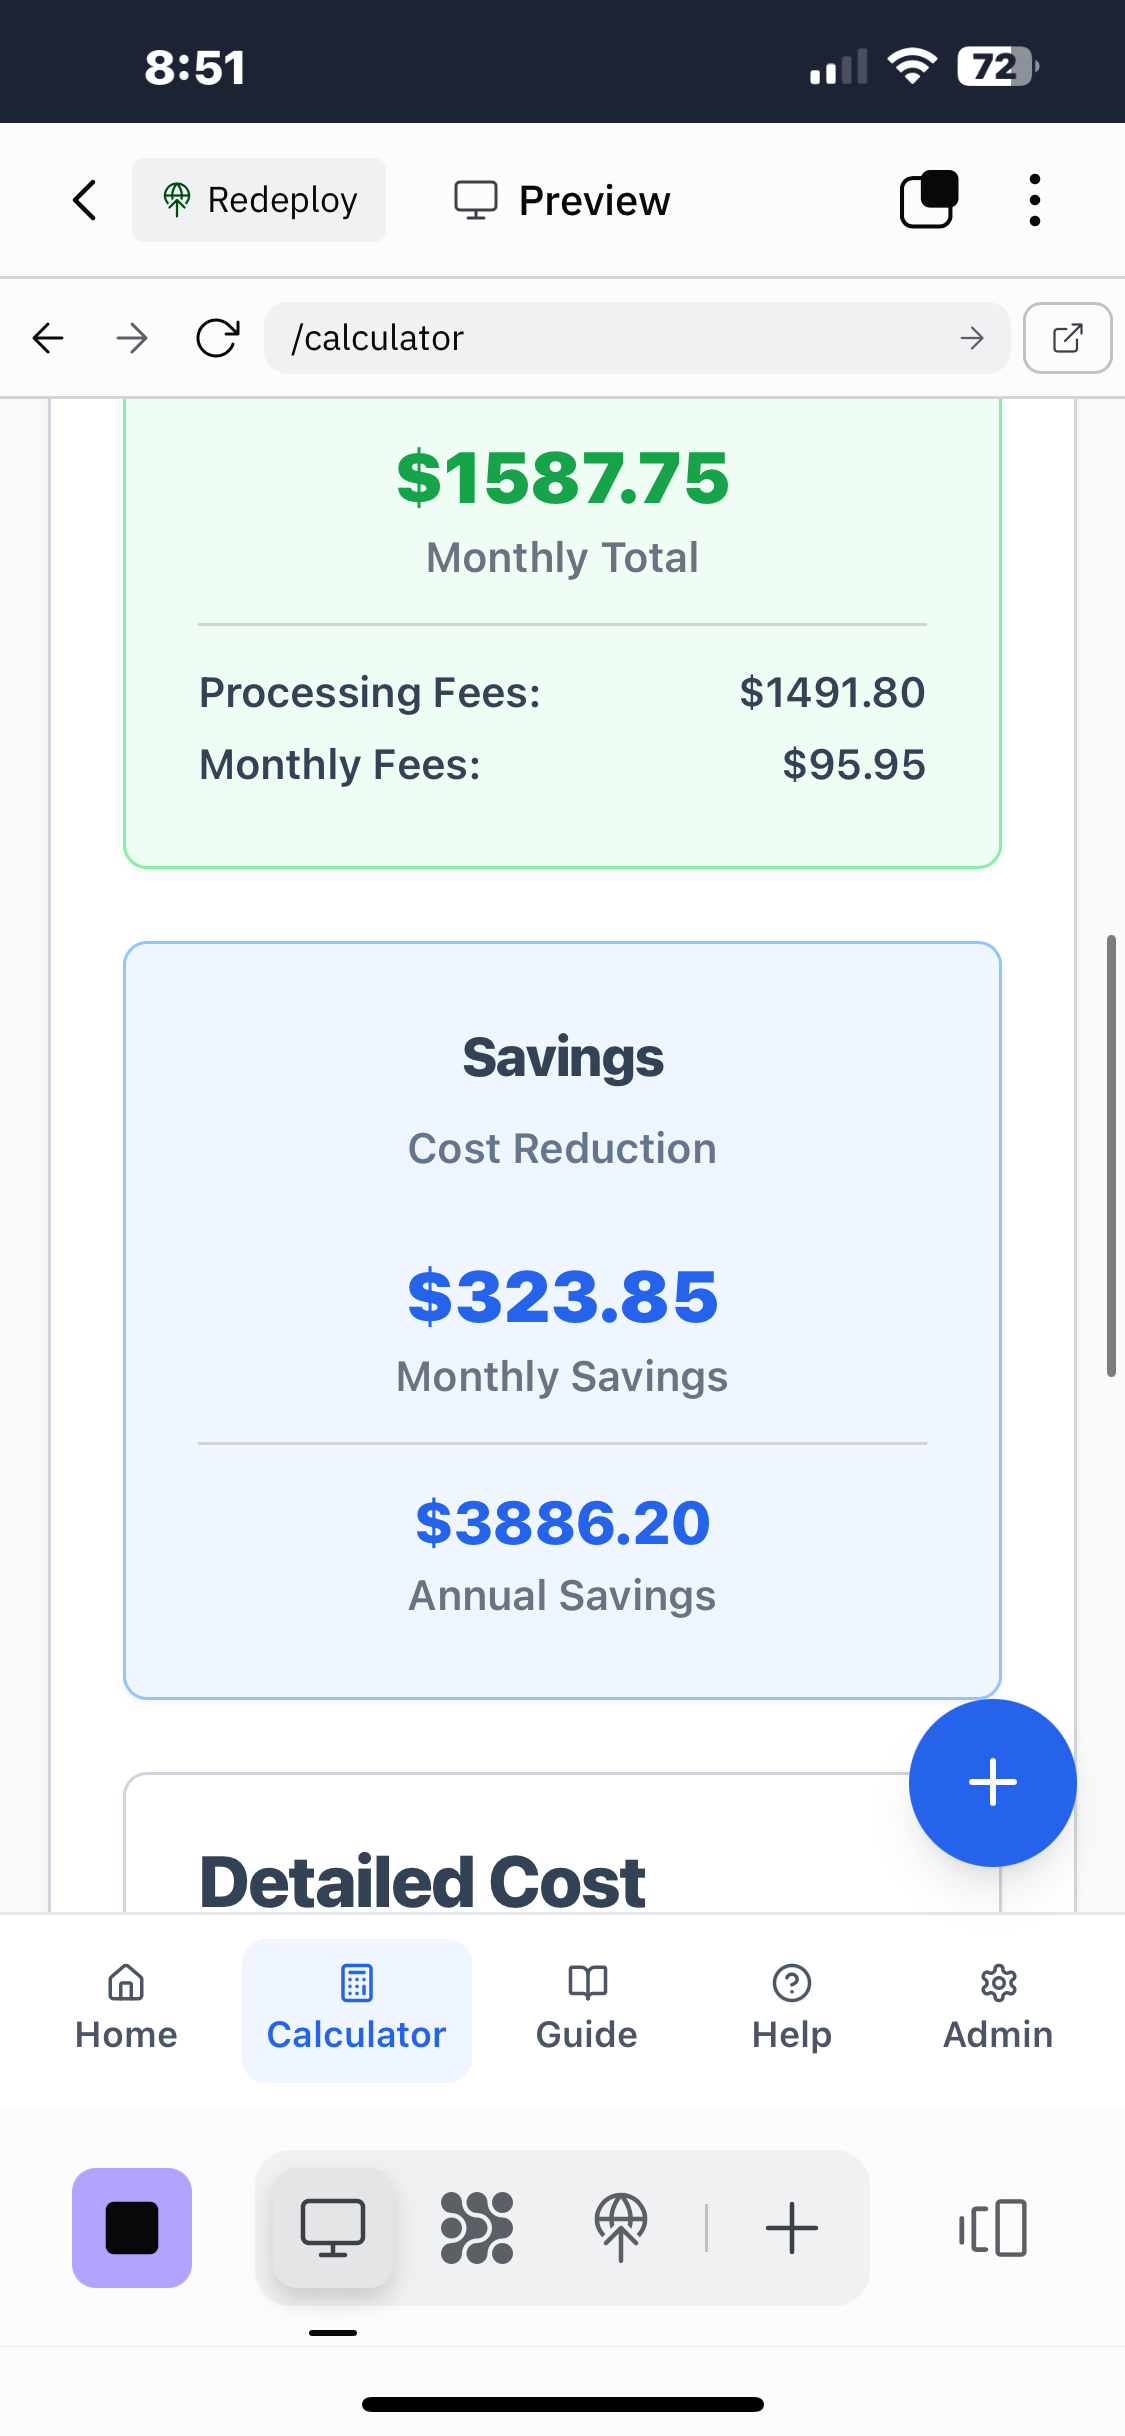 8:51
72
Redeploy
Preview
/calculator
$1587.75
Monthly Total
Processing Fees: $1491.80
Monthly Fees: $95.95
Savings
Cost Reduction
$323.85
Monthly Savings
$3886.20
Annual Savings
Detailed Cost
Home Calculator Guide Help Admin